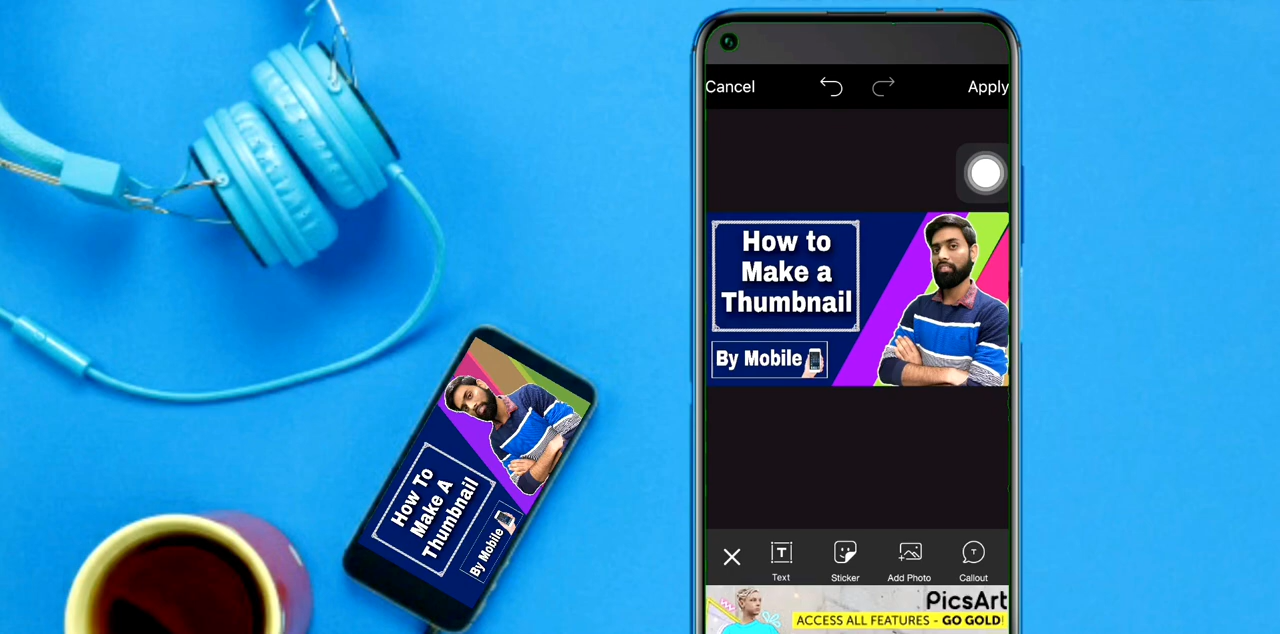 Cancel
Apply
How to
Make a
Thumbnail
By Mobile
How To
Make A
Thumbnail
By Mobile
T
T
Text
Sticker
Add Photo
Callout
PicsArt
ACCESS ALL FEATURES - GO GOLD!